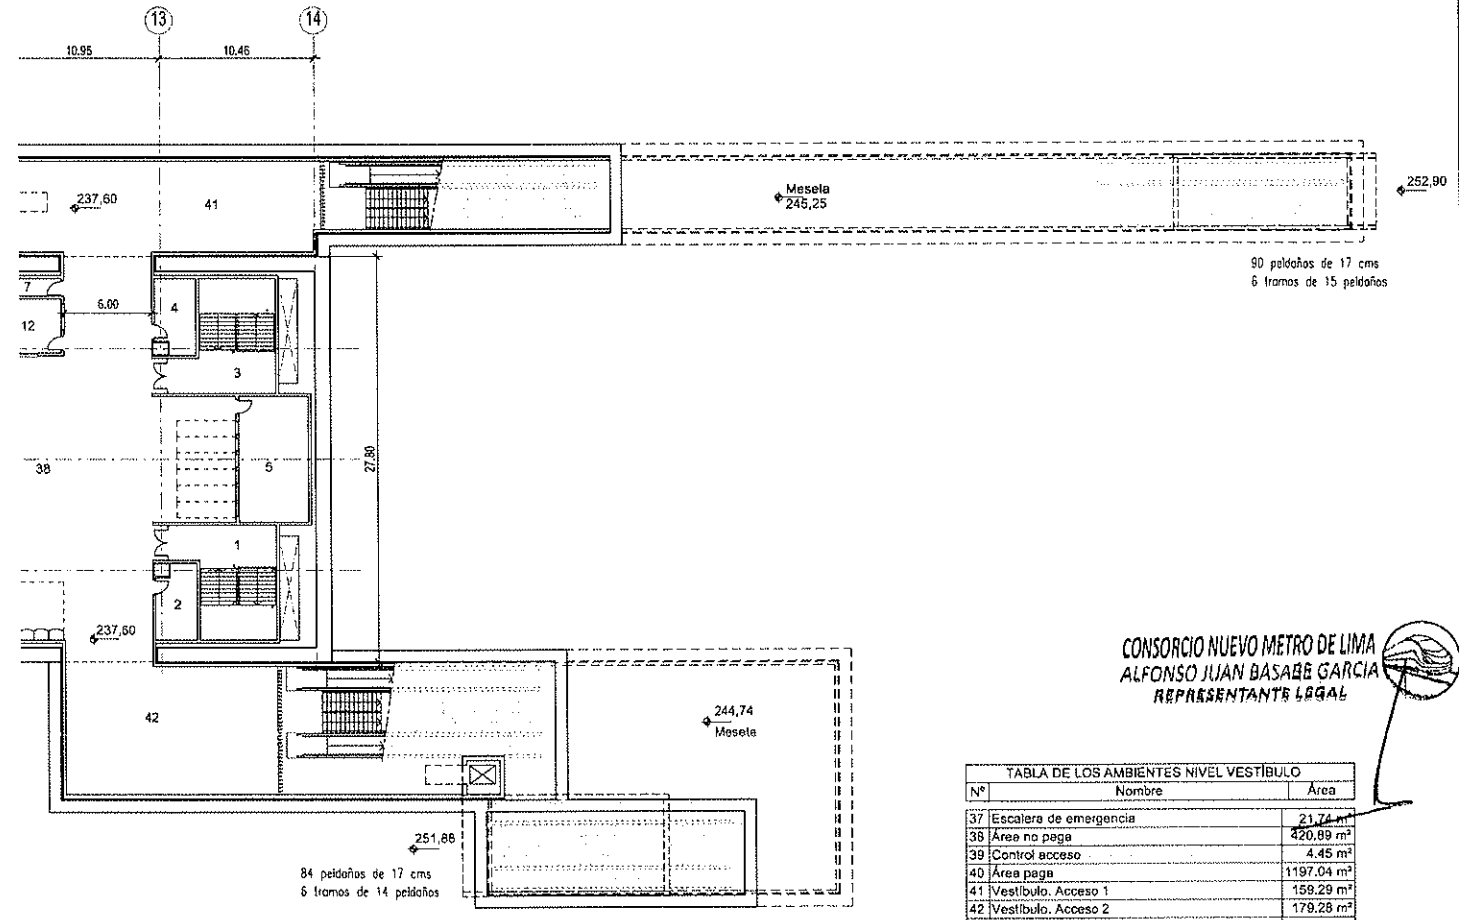 13
14
10.95
10.46
237,60
41
Meseta
245,25
252,90
90 peldaños de 17 cms
6 tramos de 15 peldaños
7
12
6.00
4
3
38
5
27.80
1
2
237,60
42
244,74
Meseta
251,88
84 peldaños de 17 cms
6 tramos de 14 peldaños
CONSORCIO NUEVO METRO DE LIMA
ALFONSO JUAN BASABE GARCIA
REPRESENTANTE LEGAL
TABLA DE LOS AMBIENTES NIVEL VESTÍBULO
Nº Nombre Área
37 Escalera de emergencia 21,74 m²
38 Área no paga 420,89 m²
39 Control acceso 4.45 m²
40 Área paga 1197.04 m²
41 Vestíbulo. Acceso 1 159.29 m²
42 Vestíbulo. Acceso 2 179,28 m²